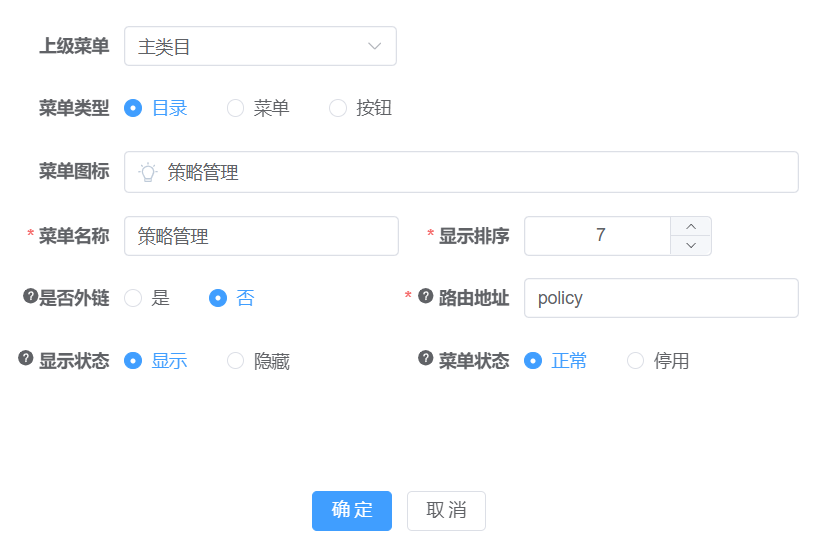 上级菜单 主类目
菜单类型 目录 菜单 按钮
菜单图标 策略管理
* 菜单名称 策略管理 * 显示排序 7
?是否外链 是 否 * ? 路由地址 policy
? 显示状态 显示 隐藏 ? 菜单状态 正常 停用
确定 取消